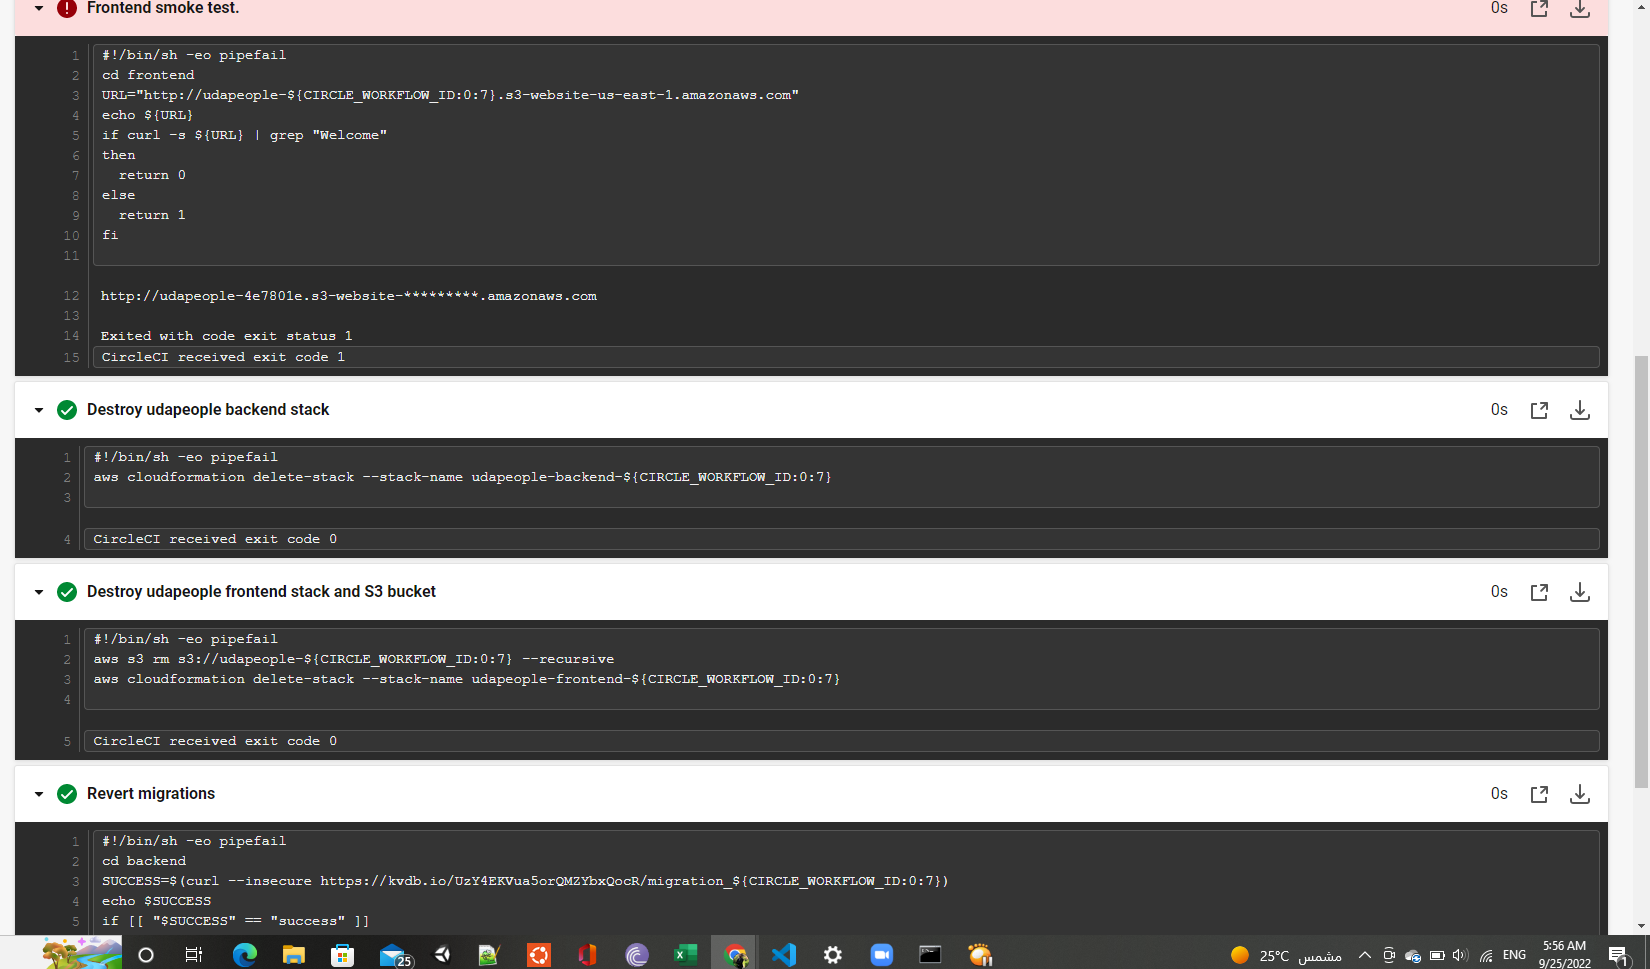 Frontend smoke test.
0s
1 #!/bin/sh -eo pipefail
2 cd frontend
3 URL="http://udapeople-${CIRCLE_WORKFLOW_ID:0:7}.s3-website-us-east-1.amazonaws.com"
4 echo ${URL}
5 if curl -s ${URL} | grep "Welcome"
6 then
7 return 0
8 else
9 return 1
10 fi
11
12 http://udapeople-4e7801e.s3-website-*********.amazonaws.com
13
14 Exited with code exit status 1
15 CircleCI received exit code 1
Destroy udapeople backend stack
0s
1 #!/bin/sh -eo pipefail
2 aws cloudformation delete-stack --stack-name udapeople-backend-${CIRCLE_WORKFLOW_ID:0:7}
3
4 CircleCI received exit code 0
Destroy udapeople frontend stack and S3 bucket
0s
1 #!/bin/sh -eo pipefail
2 aws s3 rm s3://udapeople-${CIRCLE_WORKFLOW_ID:0:7} --recursive
3 aws cloudformation delete-stack --stack-name udapeople-frontend-${CIRCLE_WORKFLOW_ID:0:7}
4
5 CircleCI received exit code 0
Revert migrations
0s
1 #!/bin/sh -eo pipefail
2 cd backend
3 SUCCESS=$(curl --insecure https://kvdb.io/UzY4EKVua5orQMZYbxQocR/migration_${CIRCLE_WORKFLOW_ID:0:7})
4 echo $SUCCESS
5 if [[ "$SUCCESS" == "success" ]]
25
25°C مشمس
ENG
5:56 AM
9/25/2022
1